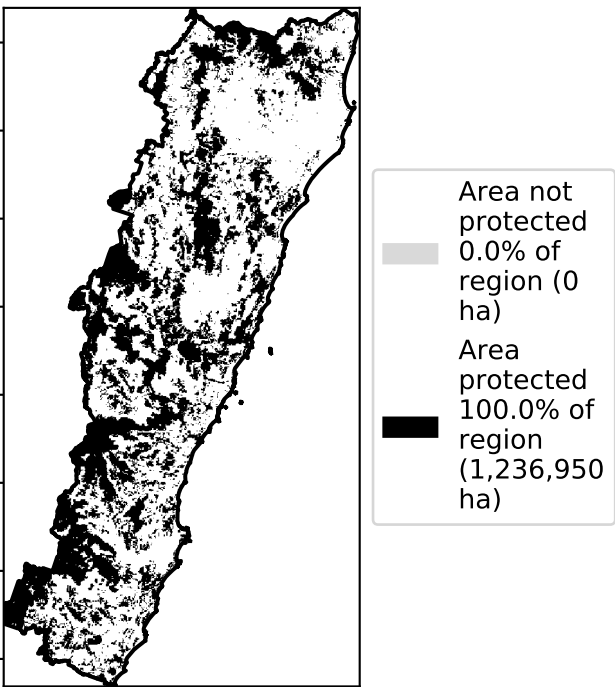 Area not
protected
0.0% of
region (0
ha)
Area
protected
100.0% of
region
(1,236,950
ha)